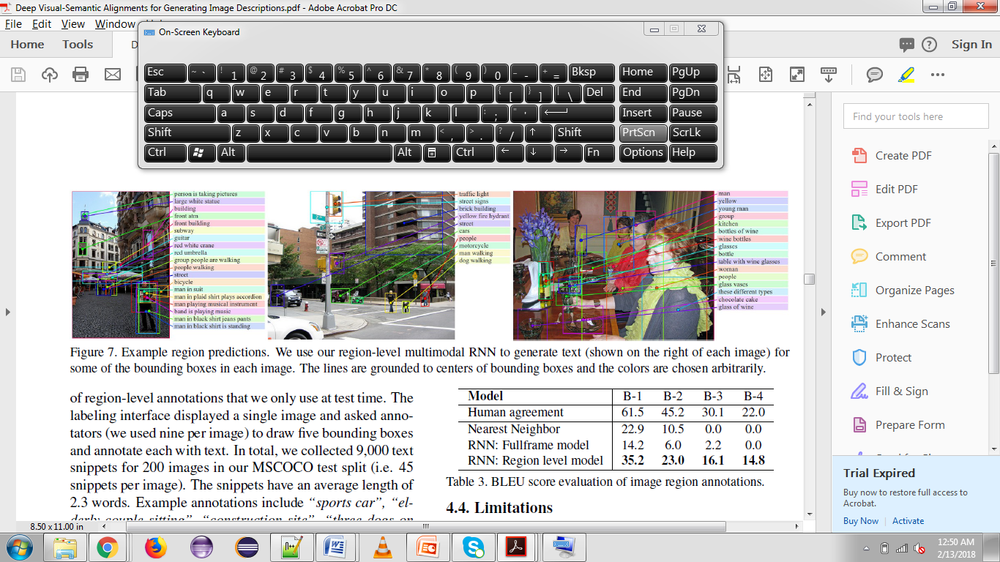 Deep Visual-Semantic Alignments for Generating Image Descriptions.pdf - Adobe Acrobat Pro DC
File Edit View Window
On-Screen Keyboard
Home Tools D
Sign In
Esc ~ ` ! 1 @ 2 # 3 $ 4 % 5 ^ 6 & 7 * 8 ( 9 ) 0 _ - + = Bksp Home PgUp
Tab q w e r t y u i o p { [ } ] | \ Del End PgDn
Caps a s d f g h j k l : ; " ' Insert Pause
Shift z x c v b n m < , > . ? / ↑ Shift PrtScn ScrLk
Ctrl Alt Alt Ctrl ← ↓ → Fn Options Help
person is taking pictures
large white statue
building
front atm
front building
subway
guitar
red white crane
red umbrella
group people are walking
people walking
street
bicycle
man in suit
man in plaid shirt plays accordion
man playing musical instrument
band is playing music
man in black shirt jeans pants
man in black shirt is standing
traffic light
street signs
brick building
yellow fire hydrant
street
cars
people
motorcycle
man walking
dog walking
man
yellow
young man
group
kitchen
bottles of wine
wine bottles
glasses
bottle
table with wine glasses
woman
people
glass vases
these different types
chocolate cake
glass of wine
Figure 7. Example region predictions. We use our region-level multimodal RNN to generate text (shown on the right of each image) for
some of the bounding boxes in each image. The lines are grounded to centers of bounding boxes and the colors are chosen arbitrarily.
of region-level annotations that we only use at test time. The
labeling interface displayed a single image and asked anno-
tators (we used nine per image) to draw five bounding boxes
and annotate each with text. In total, we collected 9,000 text
snippets for 200 images in our MSCOCO test split (i.e. 45
snippets per image). The snippets have an average length of
2.3 words. Example annotations include “sports car”, “el-
derly couple sitting”, “construction site”, “three dogs on
Model B-1 B-2 B-3 B-4
Human agreement 61.5 45.2 30.1 22.0
Nearest Neighbor 22.9 10.5 0.0 0.0
RNN: Fullframe model 14.2 6.0 2.2 0.0
RNN: Region level model 35.2 23.0 16.1 14.8
Table 3. BLEU score evaluation of image region annotations.
4.4. Limitations
8.50 x 11.00 in
Find your tools here
Create PDF
Edit PDF
Export PDF
Comment
Organize Pages
Enhance Scans
Protect
Fill & Sign
Prepare Form
Trial Expired
Buy now to restore full access to
Acrobat.
Buy Now | Activate
12:50 AM
2/13/2018